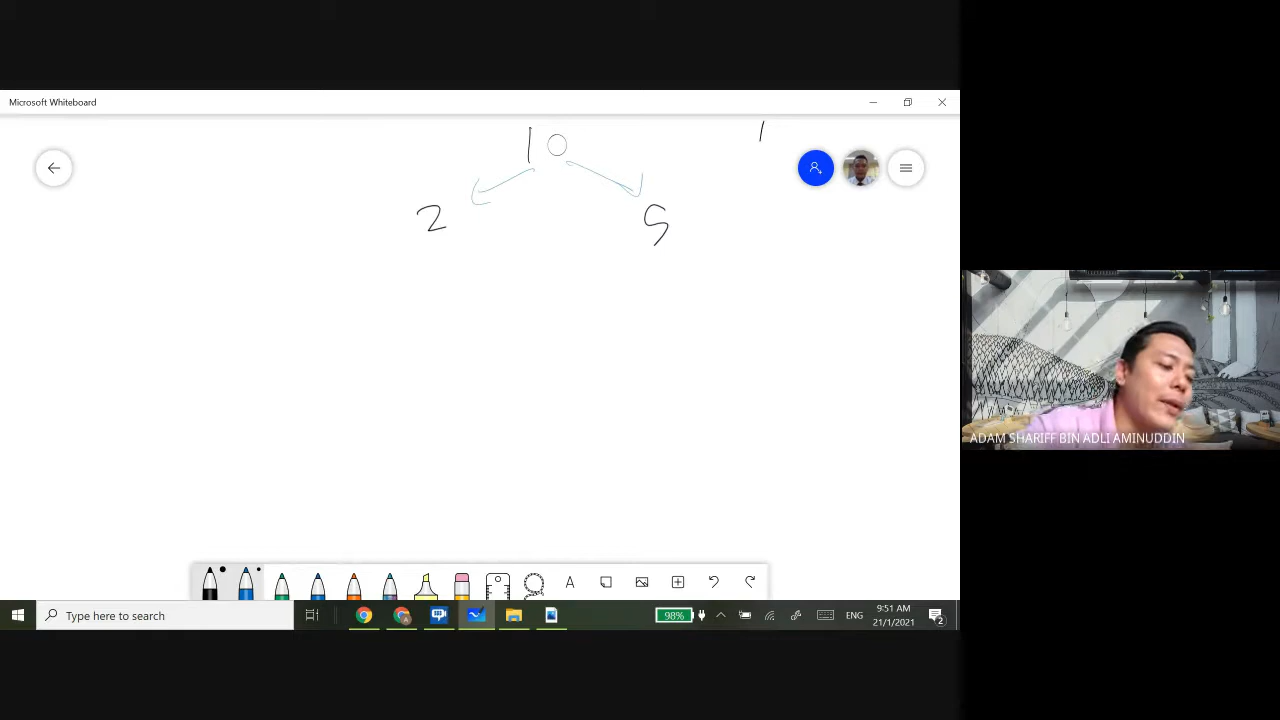 Microsoft Whiteboard
10
2 5
ADAM SHARIFF BIN ADLI AMINUDDIN
A
Type here to search
98%
ENG
9:51 AM
21/1/2021
2